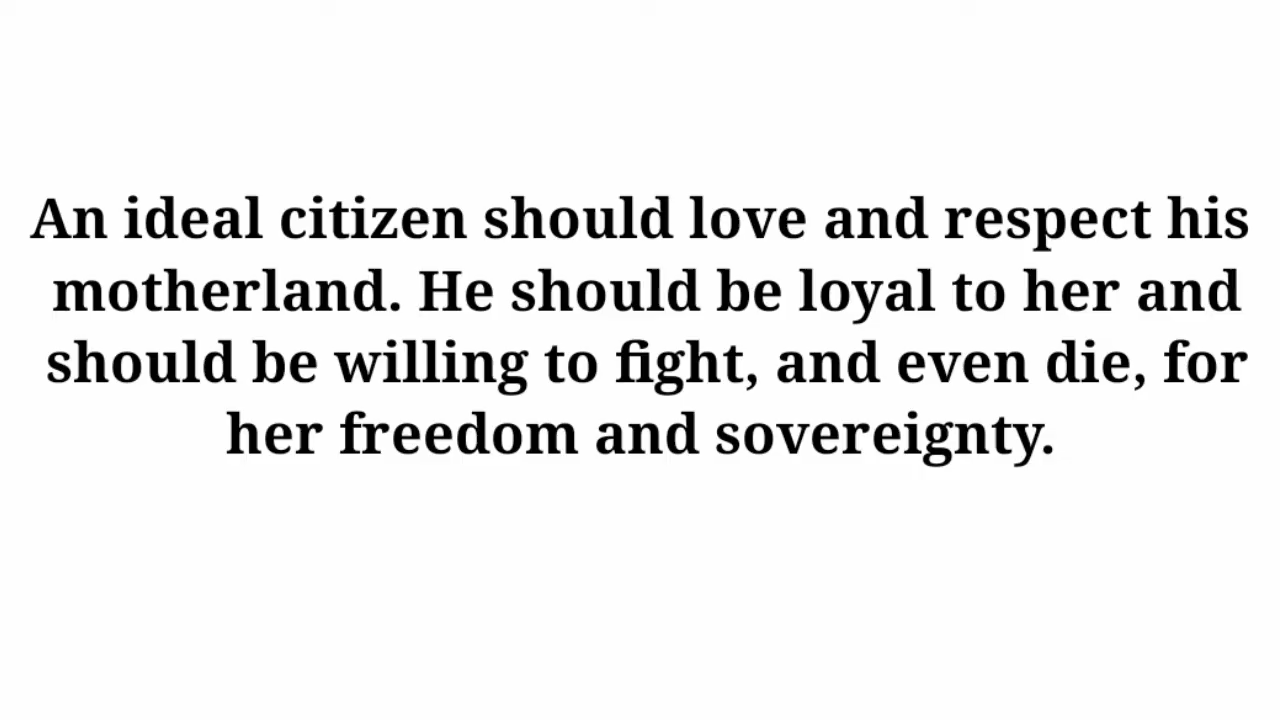 An ideal citizen should love and respect his
motherland. He should be loyal to her and
should be willing to fight, and even die, for
her freedom and sovereignty.